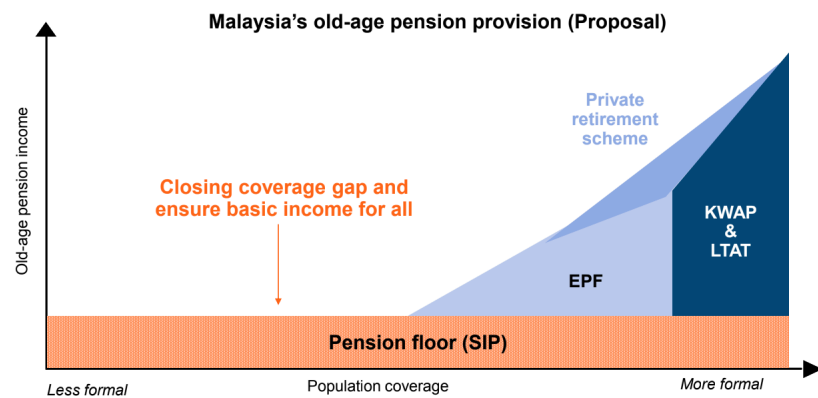 Malaysia's old-age pension provision (Proposal)
Old-age pension income
Private
retirement
scheme
Closing coverage gap and
ensure basic income for all
KWAP
&
LTAT
EPF
Pension floor (SIP)
Less formal
Population coverage
More formal